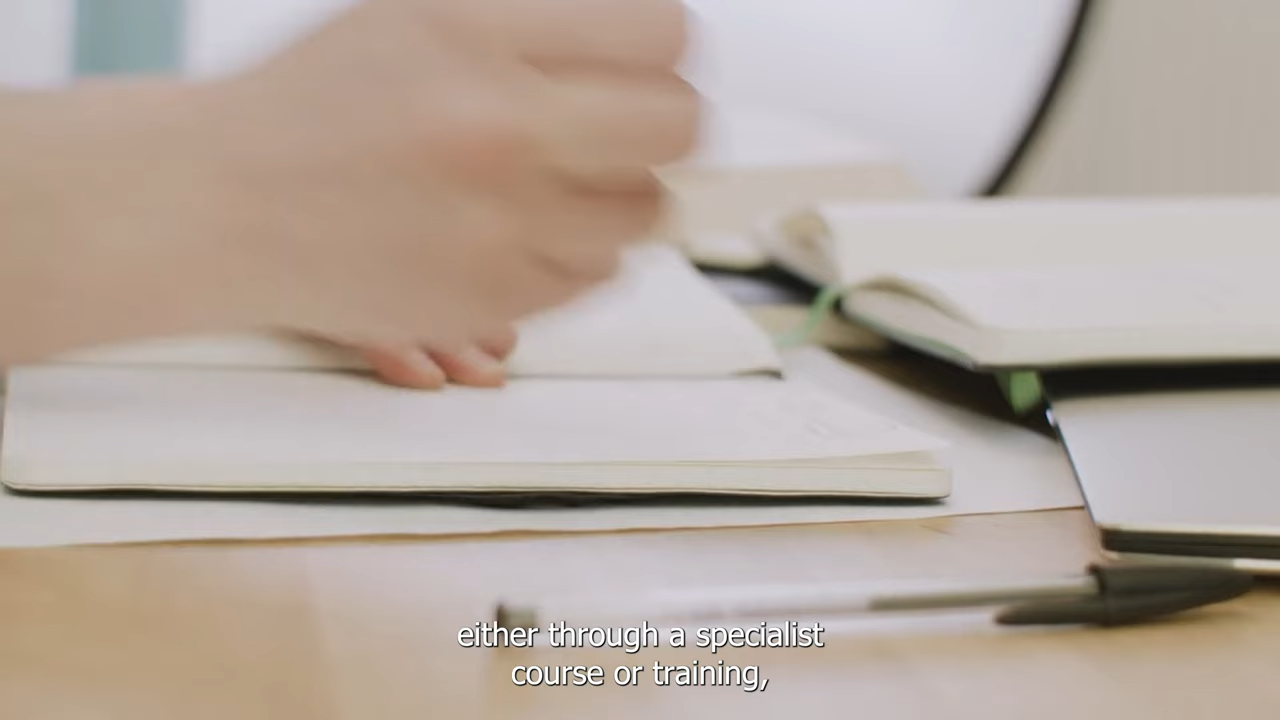 either through a specialist
course or training,